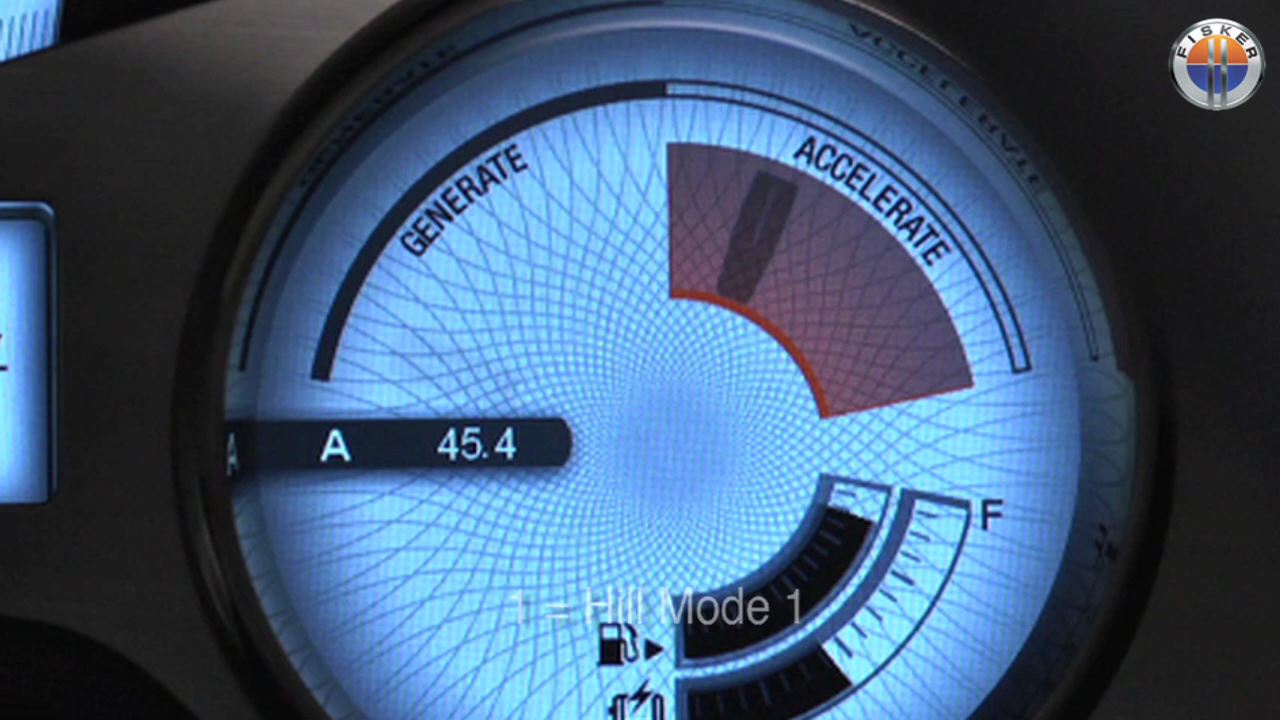 FISKER
GENERATE
ACCELERATE
A 45.4
F
1 = Hill Mode 1